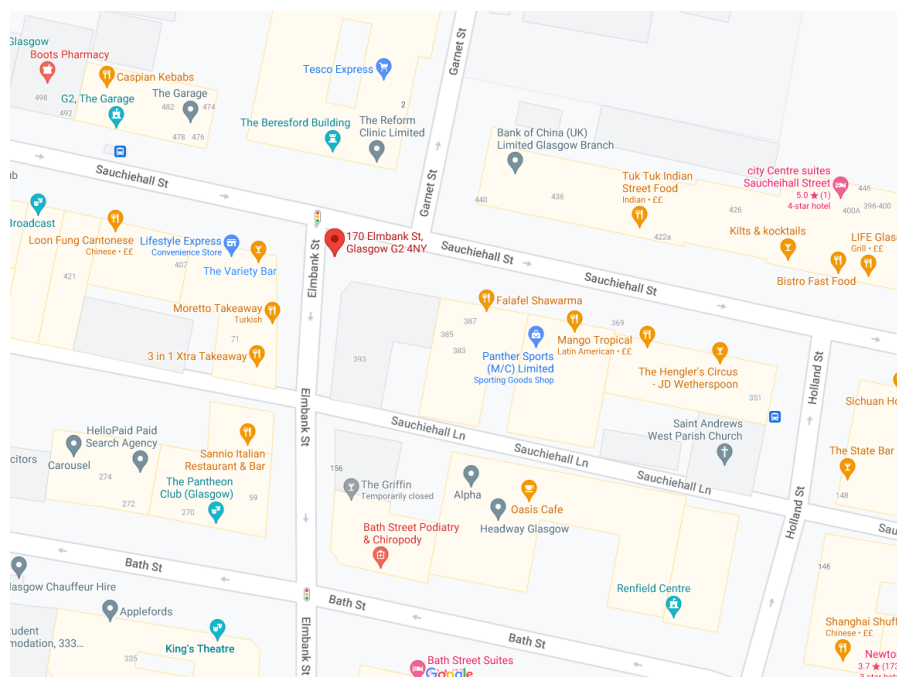 Glasgow
Boots Pharmacy
Caspian Kebabs
498
492
G2, The Garage
The Garage
482
474
478
476
Tesco Express
2
The Beresford Building
The Reform
Clinic Limited
Garnet St
Garnet St
Bank of China (UK)
Limited Glasgow Branch
440
436
Tuk Tuk Indian
Street Food
Indian • ££
422a
426
city Centre suites
Saucheihall Street
5.0 ★ (1)
4-star hotel
446
400A
396-400
Kilts & kocktails
LIFE Glas
Grill • ££
Bistro Fast Food
ub
Broadcast
Sauchiehall St
Loon Fung Cantonese
Chinese • ££
Lifestyle Express
Convenience Store
407
The Variety Bar
421
Elmbank St
170 Elmbank St,
Glasgow G2 4NY
Sauchiehall St
Sauchiehall St
Moretto Takeaway
Turkish
71
3 in 1 Xtra Takeaway
393
Falafel Shawarma
387
385
383
369
Mango Tropical
Latin American • ££
Panther Sports
(M/C) Limited
Sporting Goods Shop
The Hengler's Circus
- JD Wetherspoon
351
Holland St
Sichuan Ho
Elmbank St
Sauchiehall Ln
Sauchiehall Ln
Sauchiehall Ln
Saint Andrews
West Parish Church
The State Bar
148
HelloPaid Paid
Search Agency
citors
Carousel
274
272
Sannio Italian
Restaurant & Bar
The Pantheon
Club (Glasgow)
270
59
156
The Griffin
Temporarily closed
Alpha
Oasis Cafe
Headway Glasgow
Bath Street Podiatry
& Chiropody
Holland St
Sau
146
Bath St
Bath St
Bath St
lasgow Chauffeur Hire
Applefords
tudent
modation, 333...
335
King's Theatre
Elmbank St
Renfield Centre
Shanghai Shuff
Chinese • ££
Newto
3.7 ★ (173
3-star hote
Bath Street Suites
Google